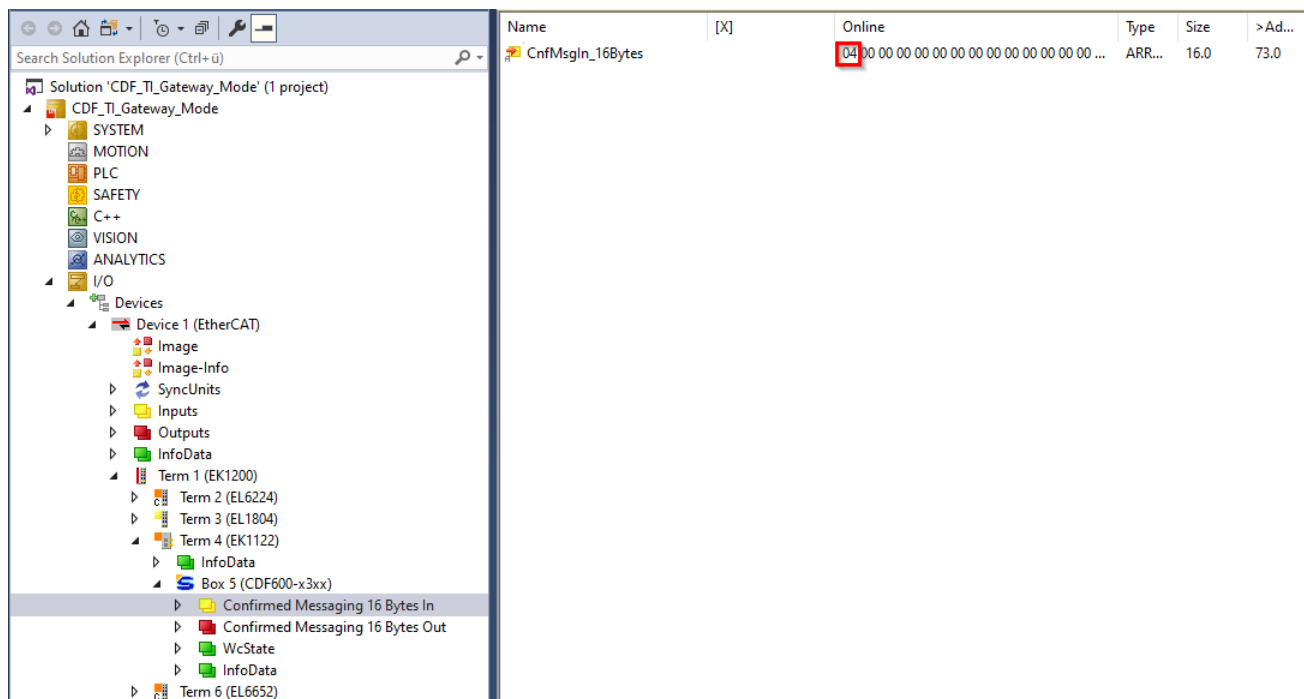 Search Solution Explorer (Ctrl+ü)
Solution 'CDF_TI_Gateway_Mode' (1 project)
CDF_TI_Gateway_Mode
SYSTEM
MOTION
PLC
SAFETY
C++
VISION
ANALYTICS
I/O
Devices
Device 1 (EtherCAT)
Image
Image-Info
SyncUnits
Inputs
Outputs
InfoData
Term 1 (EK1200)
Term 2 (EL6224)
Term 3 (EL1804)
Term 4 (EK1122)
InfoData
Box 5 (CDF600-x3xx)
Confirmed Messaging 16 Bytes In
Confirmed Messaging 16 Bytes Out
WcState
InfoData
Term 6 (EL6652)
Name [X] Online Type Size >Ad...
CnfMsgIn_16Bytes 04 00 00 00 00 00 00 00 00 00 00 00 00 00 ... ARR... 16.0 73.0